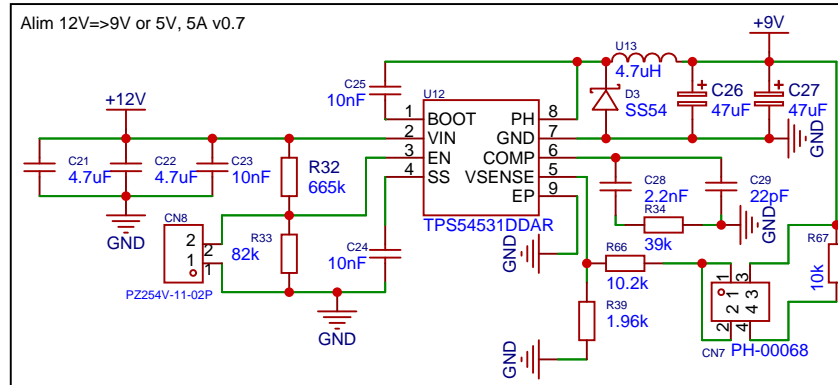 Alim 12V=>9V or 5V, 5A v0.7
+9V
U13
4.7uH
C25
10nF
U12
D3
SS54
C26
47uF
C27
47uF
+12V
1 BOOT PH 8
2 VIN GND 7
3 EN COMP 6
4 SS VSENSE 5
EP 9
TPS54531DDAR
GND
C21
4.7uF
C22
4.7uF
C23
10nF
R32
665k
C28
2.2nF
C29
22pF
R34
39k
GND
GND
CN8
2 2
1 1
PZ254V-11-02P
R33
82k
C24
10nF
GND
GND
R66
10.2k
R67
10k
1 3
2 1 4 3
2 4
CN7 PH-00068
R39
1.96k
GND